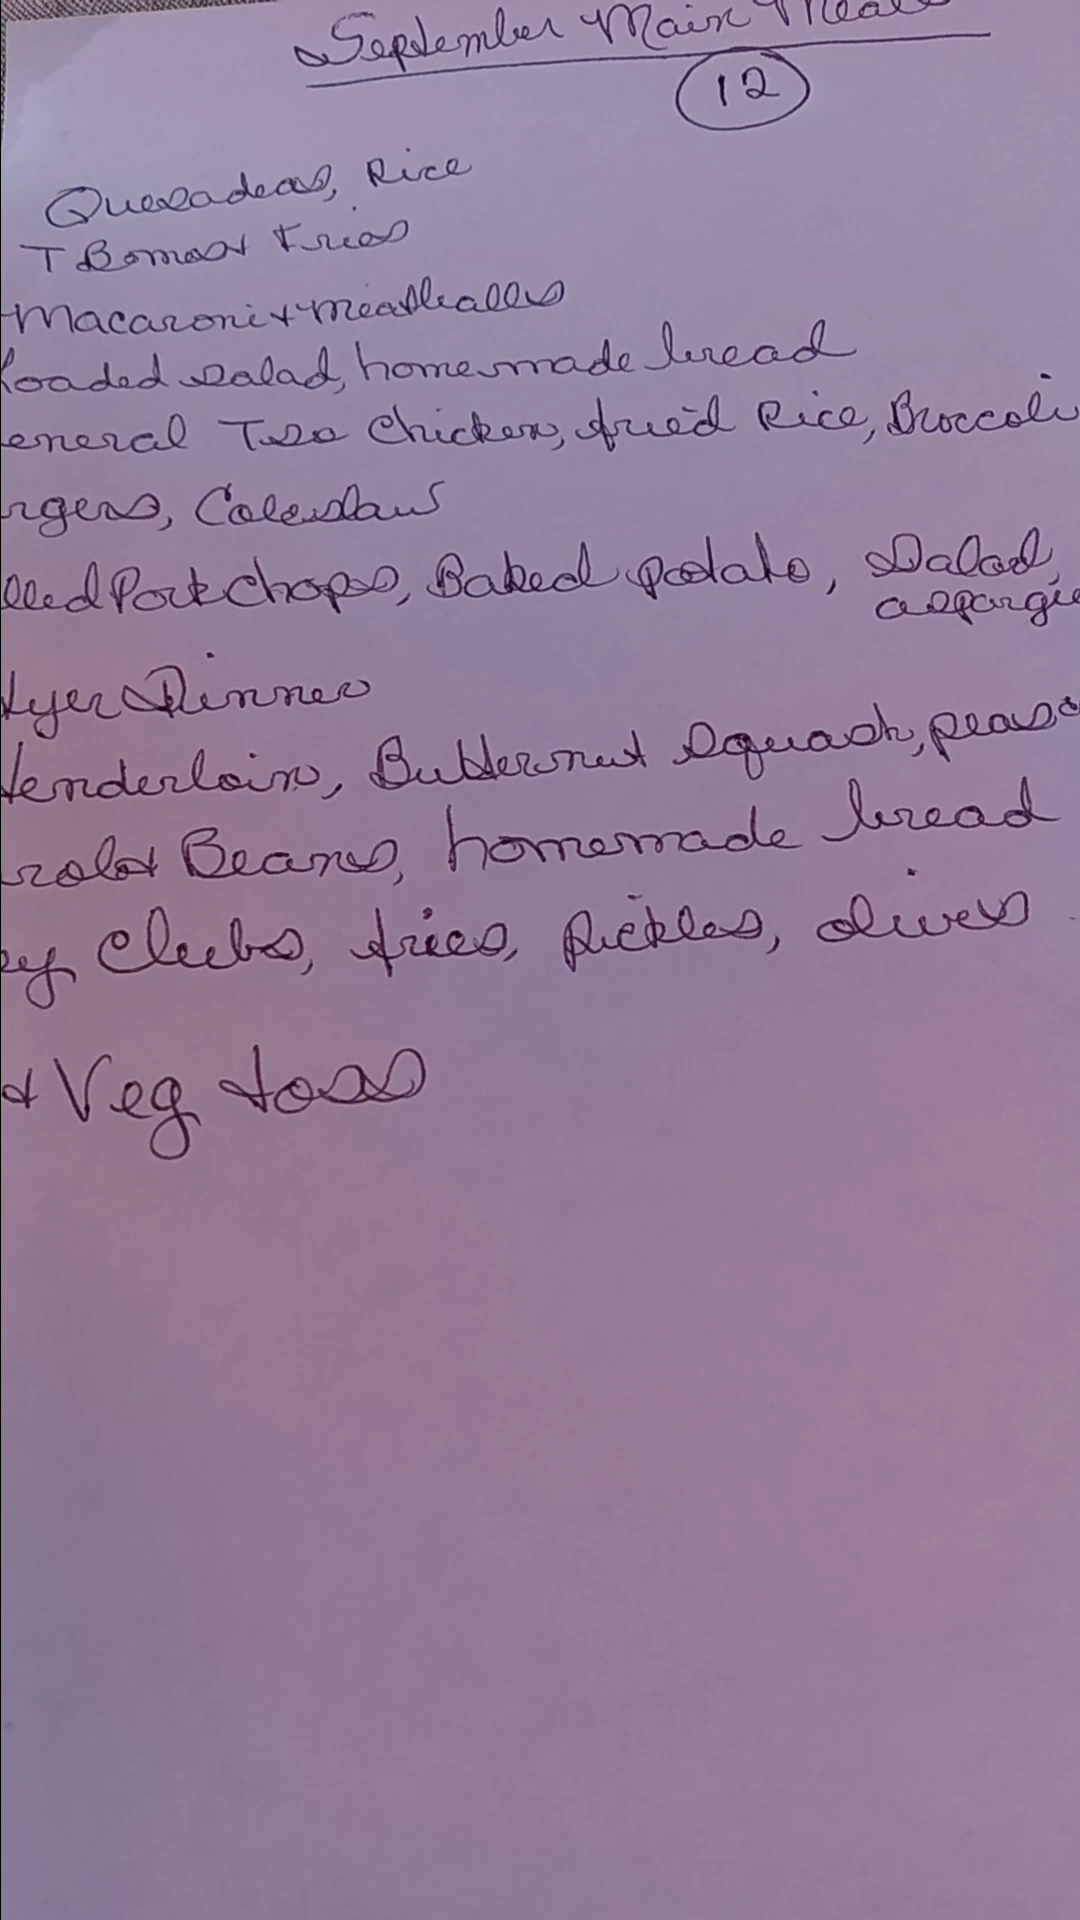 September Main Meals
12
Quesadeas, Rice
T Bones + Fries
Macaroni + meatballs
Loaded salad, homemade bread
eneral Tso Chicken, fried Rice, Broccoli
rgers, Coleslaw
lled Pork chops, Baked potato, Salad,
aspargie
Dinner
tenderloin, Butternut squash, peas
Beans, homemade bread
ey Clubs, fries, pickles, olives
+ Veg toss